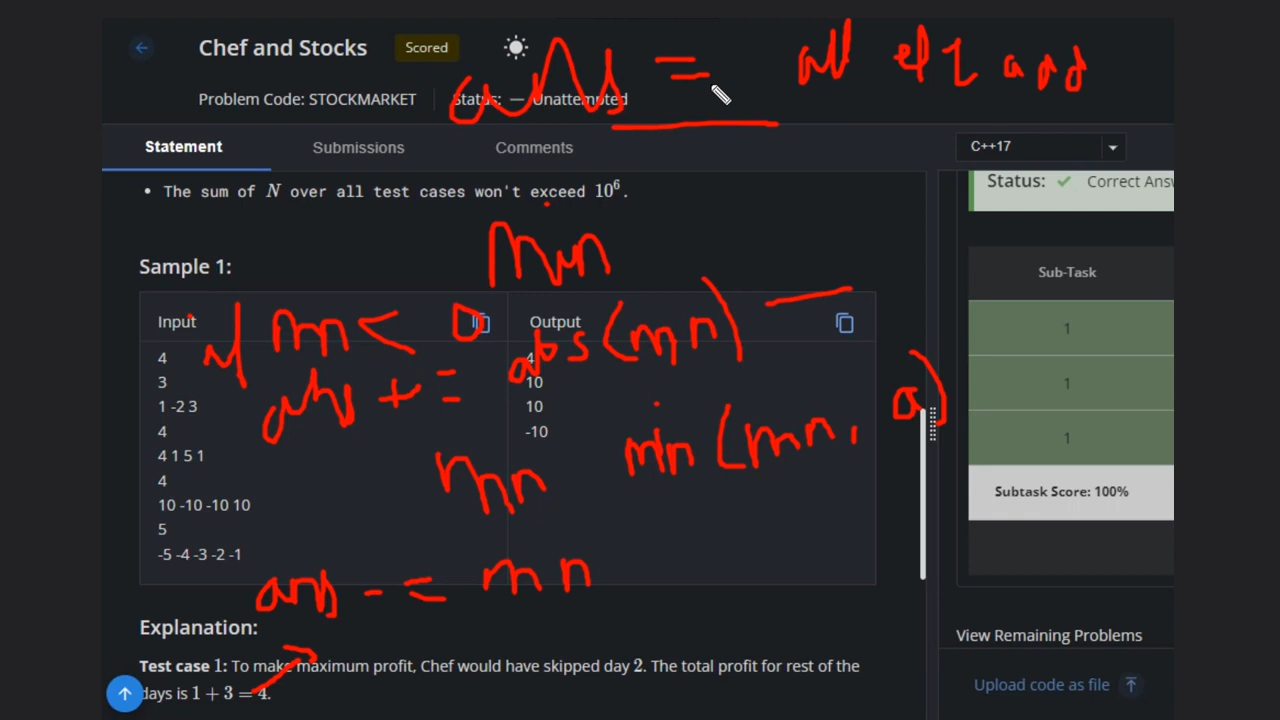 Chef and Stocks Scored
ans = all ele add
Problem Code: STOCKMARKET Status: — Unattempted
Statement Submissions Comments C++17
• The sum of N over all test cases won't exceed 10⁶.
Status: ✓ Correct Answ
min
Sample 1:
Sub-Task
Input Output
if mn < 0 abs(mn)
4
3
1 -2 3
4
4 1 5 1
4
10 -10 -10 10
5
-5 -4 -3 -2 -1
4
10
10
-10
ans + =
min (mn, a)
mn
1
1
1
Subtask Score: 100%
ans - = mn
Explanation:
View Remaining Problems
Test case 1: To make maximum profit, Chef would have skipped day 2. The total profit for rest of the
days is 1 + 3 = 4.
Upload code as file